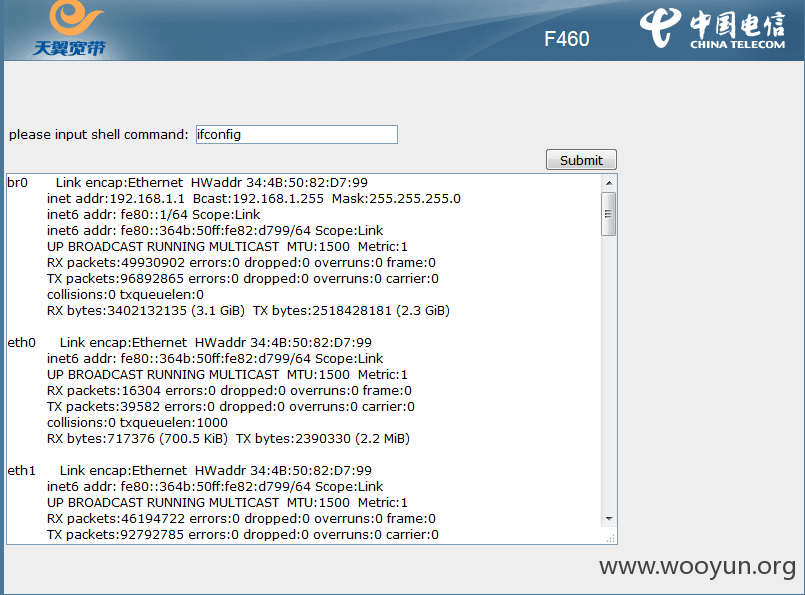 天翼宽带
F460
中国电信
CHINA TELECOM
please input shell command: ifconfig
Submit
br0 Link encap:Ethernet HWaddr 34:4B:50:82:D7:99
inet addr:192.168.1.1 Bcast:192.168.1.255 Mask:255.255.255.0
inet6 addr: fe80::1/64 Scope:Link
inet6 addr: fe80::364b:50ff:fe82:d799/64 Scope:Link
UP BROADCAST RUNNING MULTICAST MTU:1500 Metric:1
RX packets:49930902 errors:0 dropped:0 overruns:0 frame:0
TX packets:96892865 errors:0 dropped:0 overruns:0 carrier:0
collisions:0 txqueuelen:0
RX bytes:3402132135 (3.1 GiB) TX bytes:2518428181 (2.3 GiB)
eth0 Link encap:Ethernet HWaddr 34:4B:50:82:D7:99
inet6 addr: fe80::364b:50ff:fe82:d799/64 Scope:Link
UP BROADCAST RUNNING MULTICAST MTU:1500 Metric:1
RX packets:16304 errors:0 dropped:0 overruns:0 frame:0
TX packets:39582 errors:0 dropped:0 overruns:0 carrier:0
collisions:0 txqueuelen:1000
RX bytes:717376 (700.5 KiB) TX bytes:2390330 (2.2 MiB)
eth1 Link encap:Ethernet HWaddr 34:4B:50:82:D7:99
inet6 addr: fe80::364b:50ff:fe82:d799/64 Scope:Link
UP BROADCAST RUNNING MULTICAST MTU:1500 Metric:1
RX packets:46194722 errors:0 dropped:0 overruns:0 frame:0
TX packets:92792785 errors:0 dropped:0 overruns:0 carrier:0
www.wooyun.org